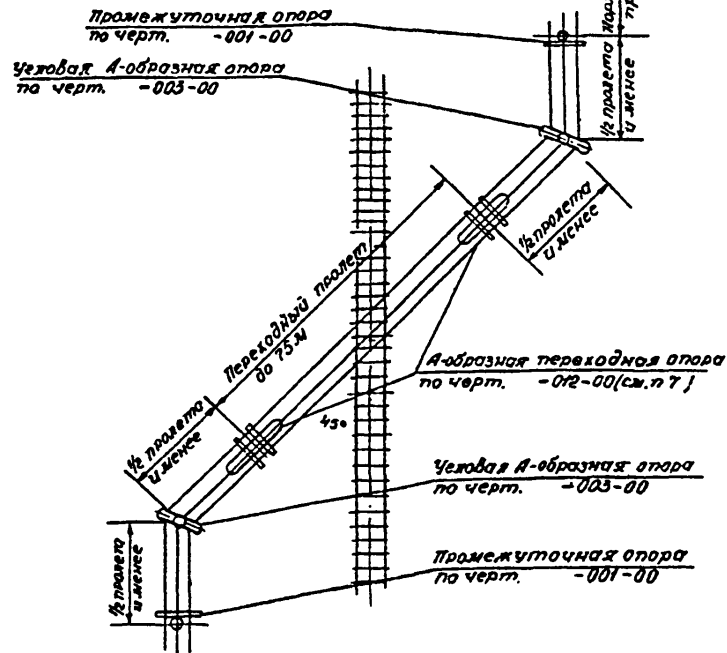 Промежуточная опора
по черт. -001-00
Угловая А-образная опора
по черт. -003-00
1/2 пролета
и менее
1/2 пролета
и менее
Переходный пролет
до 75м
А-образная переходная опора
по черт. -012-00 (см. п 7)
45°
1/2 пролета
и менее
Угловая А-образная опора
по черт. -003-00
1/2 пролета
и менее
Промежуточная опора
по черт. -001-00